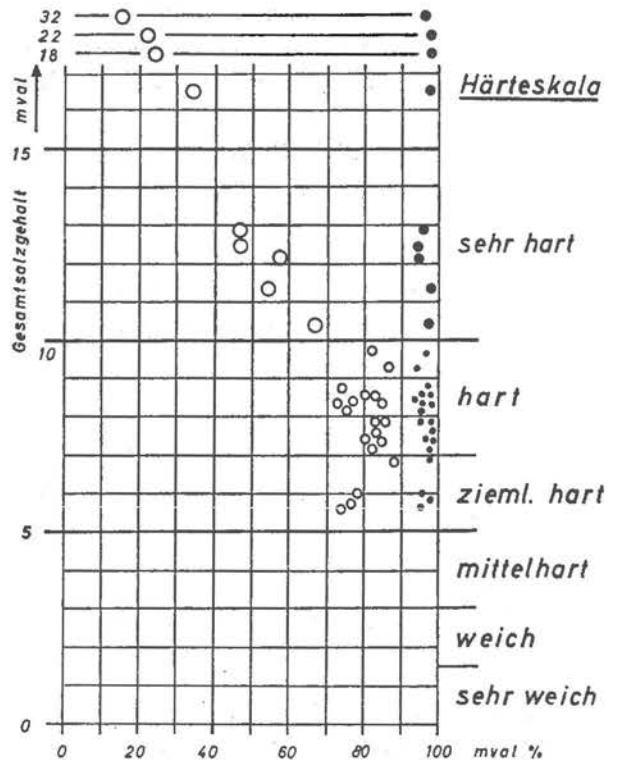 32
22
18
mval
Härteskala
15
Gesamtsalzgehalt
sehr hart
10
hart
zieml. hart
5
mittelhart
weich
sehr weich
0
0 20 40 60 80 100 mval %